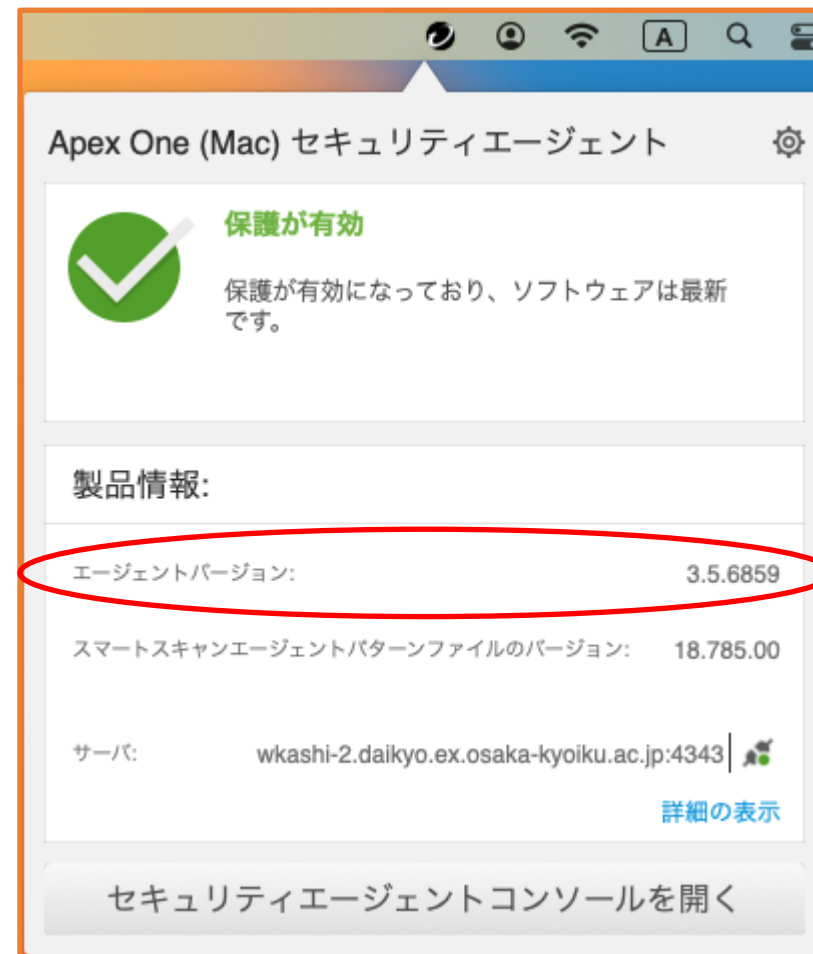 A
Apex One (Mac) セキュリティエージェント
保護が有効
保護が有効になっており、ソフトウェアは最新
です。
製品情報:
エージェントバージョン: 3.5.6859
スマートスキャンエージェントパターンファイルのバージョン: 18.785.00
サーバ: wkashi-2.daikyo.ex.osaka-kyoiku.ac.jp:4343
詳細の表示
セキュリティエージェントコンソールを開く